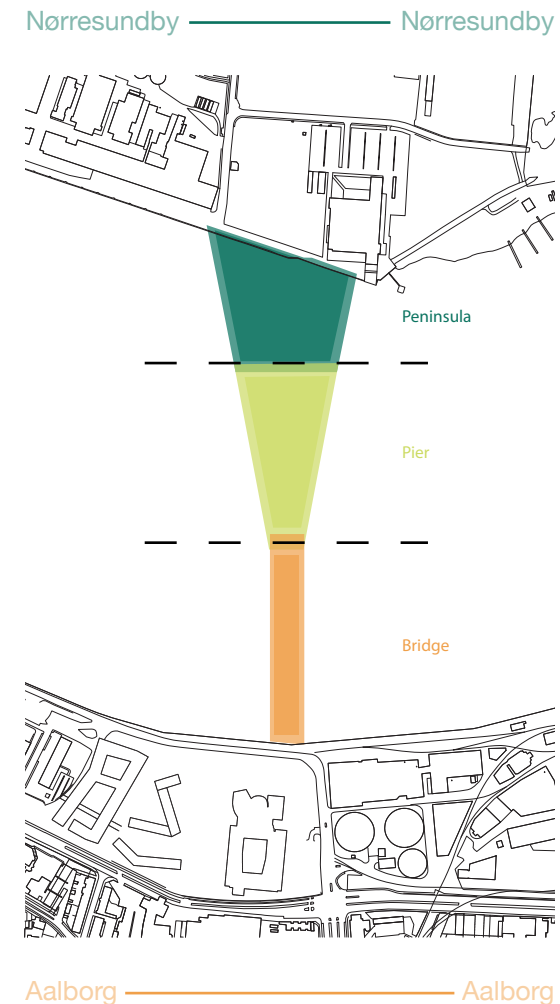 Nørresundby Nørresundby
Peninsula
Pier
Bridge
Aalborg Aalborg